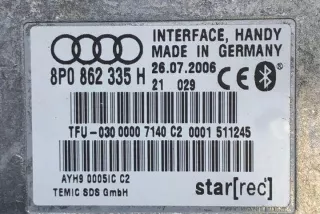 INTERFACE, HANDY
MADE IN GERMANY
8P0 862 335 H
26.07.2006
21 029
CE
TFU-030 0000 7140 C2 0001 511245
AYH9 0005IC C2
TEMIC SDS GmbH
star[rec]